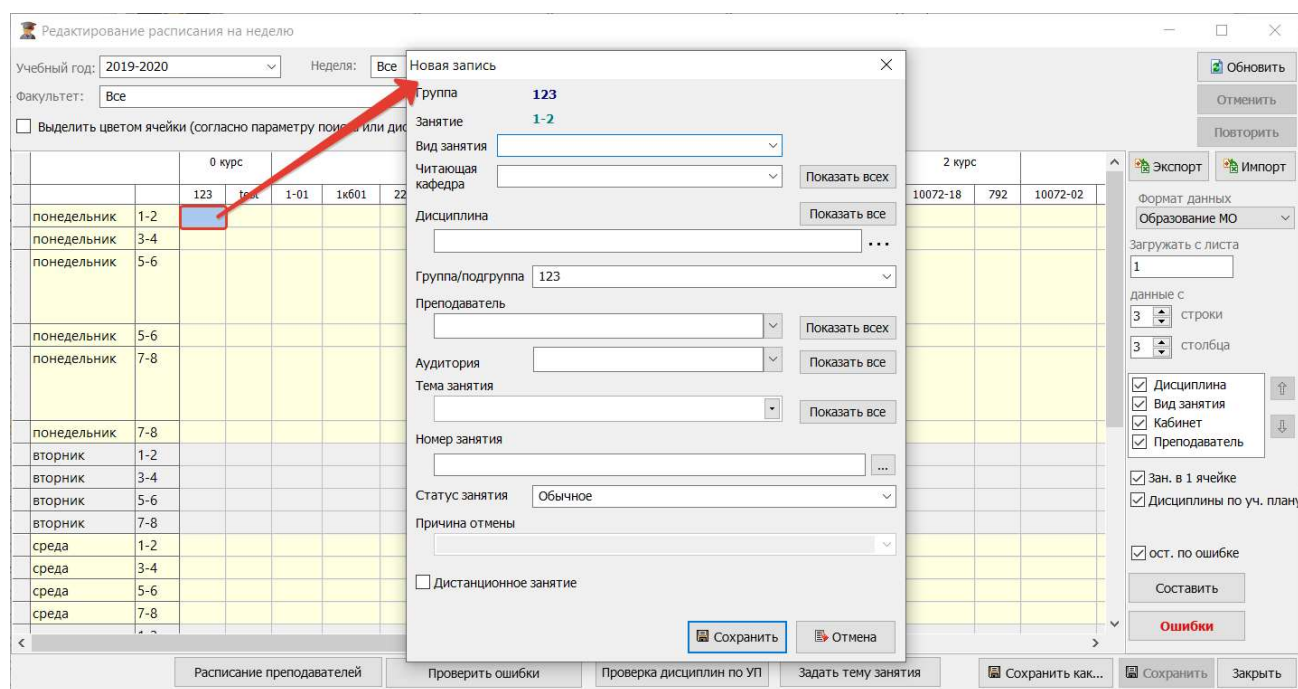 Редактирование расписания на неделю
Учебный год: 2019-2020 Неделя: Все
Обновить
Факультет: Все
Отменить
Выделить цветом ячейки (согласно параметру поиска или дис
Повторить
Новая запись
Группа 123
Занятие 1-2
Вид занятия
Читающая кафедра Показать всех
Дисциплина Показать все
...
Группа/подгруппа 123
Преподаватель
Показать всех
Аудитория Показать все
Тема занятия
Показать все
Номер занятия
...
Статус занятия Обычное
Причина отмены
Дистанционное занятие
Сохранить Отмена
0 курс 2 курс
123 1-01 1кб01 22 10072-18 792 10072-02
понедельник 1-2
понедельник 3-4
понедельник 5-6
понедельник 5-6
понедельник 7-8
понедельник 7-8
вторник 1-2
вторник 3-4
вторник 5-6
вторник 7-8
среда 1-2
среда 3-4
среда 5-6
среда 7-8
Экспорт Импорт
Формат данных
Образование МО
Загружать с листа
1
данные с
3 строки
3 столбца
Дисциплина
Вид занятия
Кабинет
Преподаватель
Зан. в 1 ячейке
Дисциплины по уч. плану
ост. по ошибке
Составить
Ошибки
Расписание преподавателей Проверить ошибки Проверка дисциплин по УП Задать тему занятия Сохранить как... Сохранить Закрыть